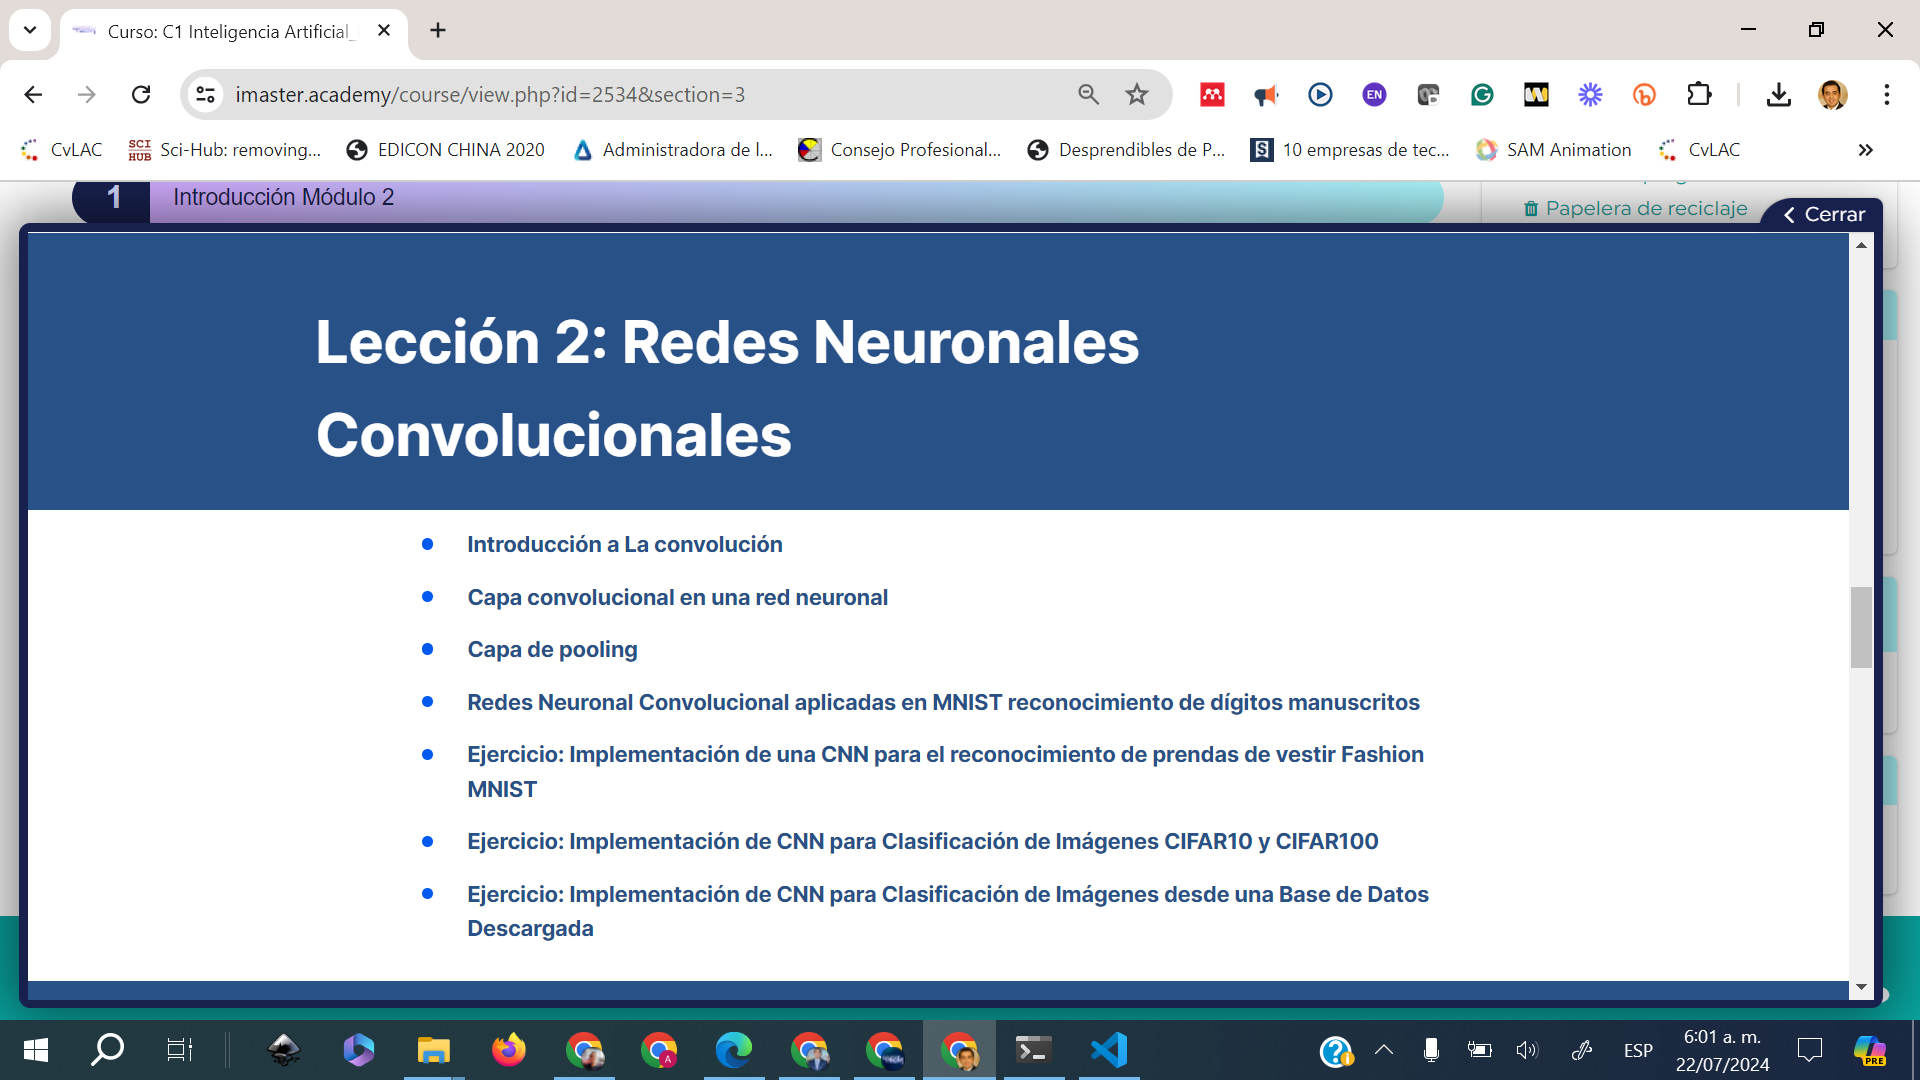 Curso: C1 Inteligencia Artificial_
imaster.academy/course/view.php?id=2534&section=3
EN
CvLAC
SCI HUB Sci-Hub: removing...
EDICON CHINA 2020
Administradora de l...
Consejo Profesional...
Desprendibles de P...
10 empresas de tec...
SAM Animation
CvLAC
1 Introducción Módulo 2
Papelera de reciclaje
Cerrar
Lección 2: Redes Neuronales
Convolucionales
Introducción a La convolución
Capa convolucional en una red neuronal
Capa de pooling
Redes Neuronal Convolucional aplicadas en MNIST reconocimiento de dígitos manuscritos
Ejercicio: Implementación de una CNN para el reconocimiento de prendas de vestir Fashion
MNIST
Ejercicio: Implementación de CNN para Clasificación de Imágenes CIFAR10 y CIFAR100
Ejercicio: Implementación de CNN para Clasificación de Imágenes desde una Base de Datos
Descargada
A
ESP
6:01 a. m.
22/07/2024
PRE